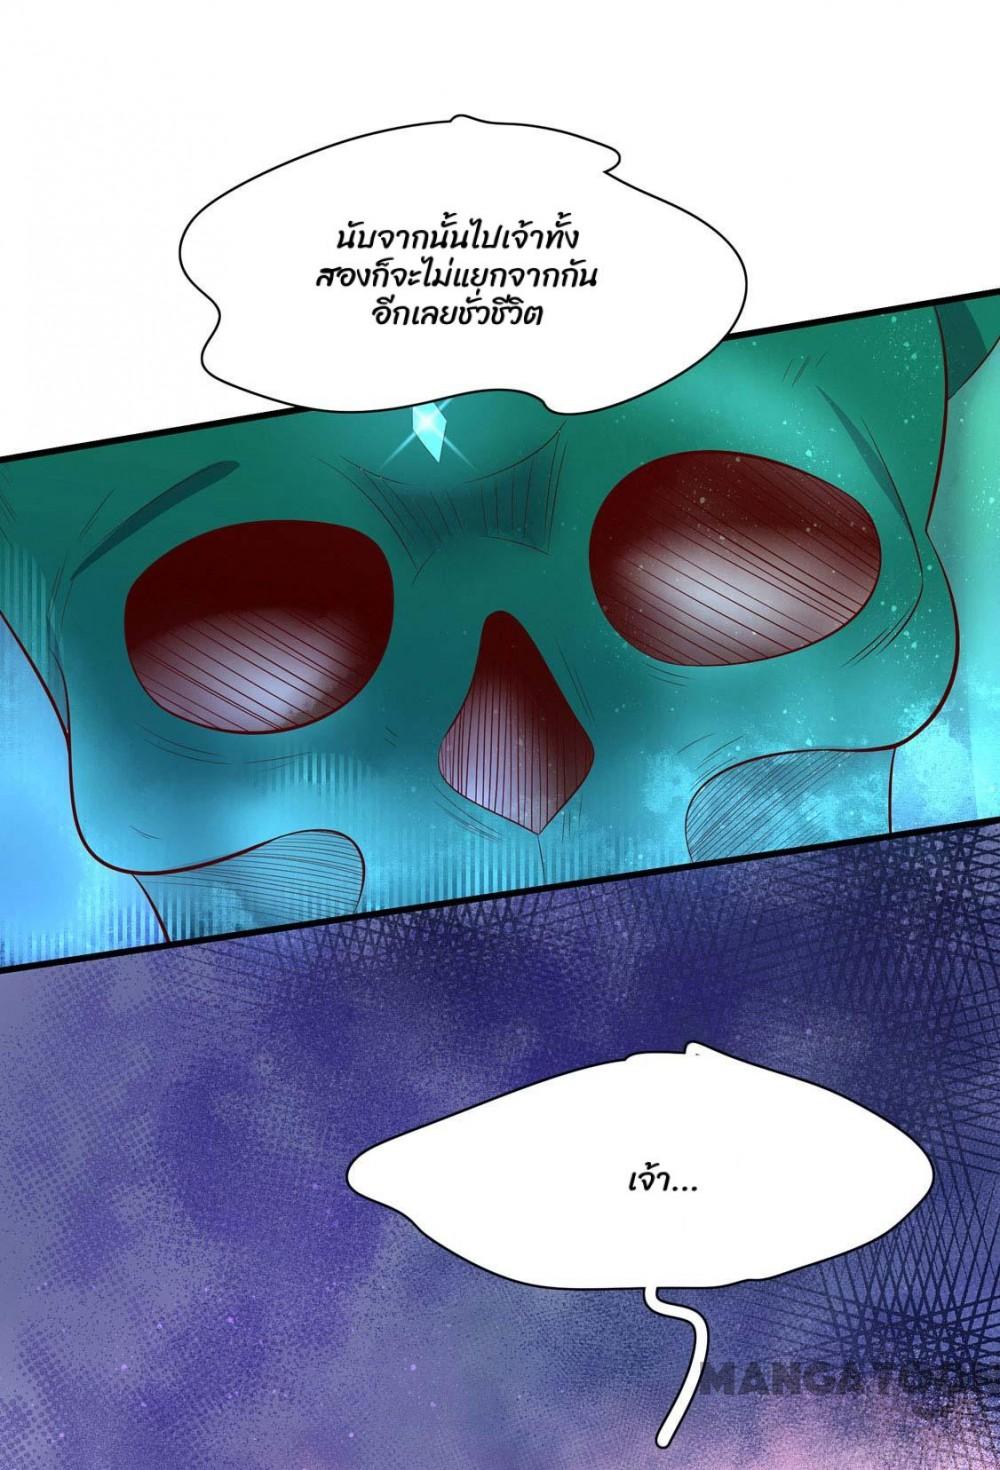 นับจากนั้นไปเจ้าทั้ง
สองก็จะไม่แยกจากกัน
อีกเลยชั่วชีวิต
เจ้า...
MANGATOON